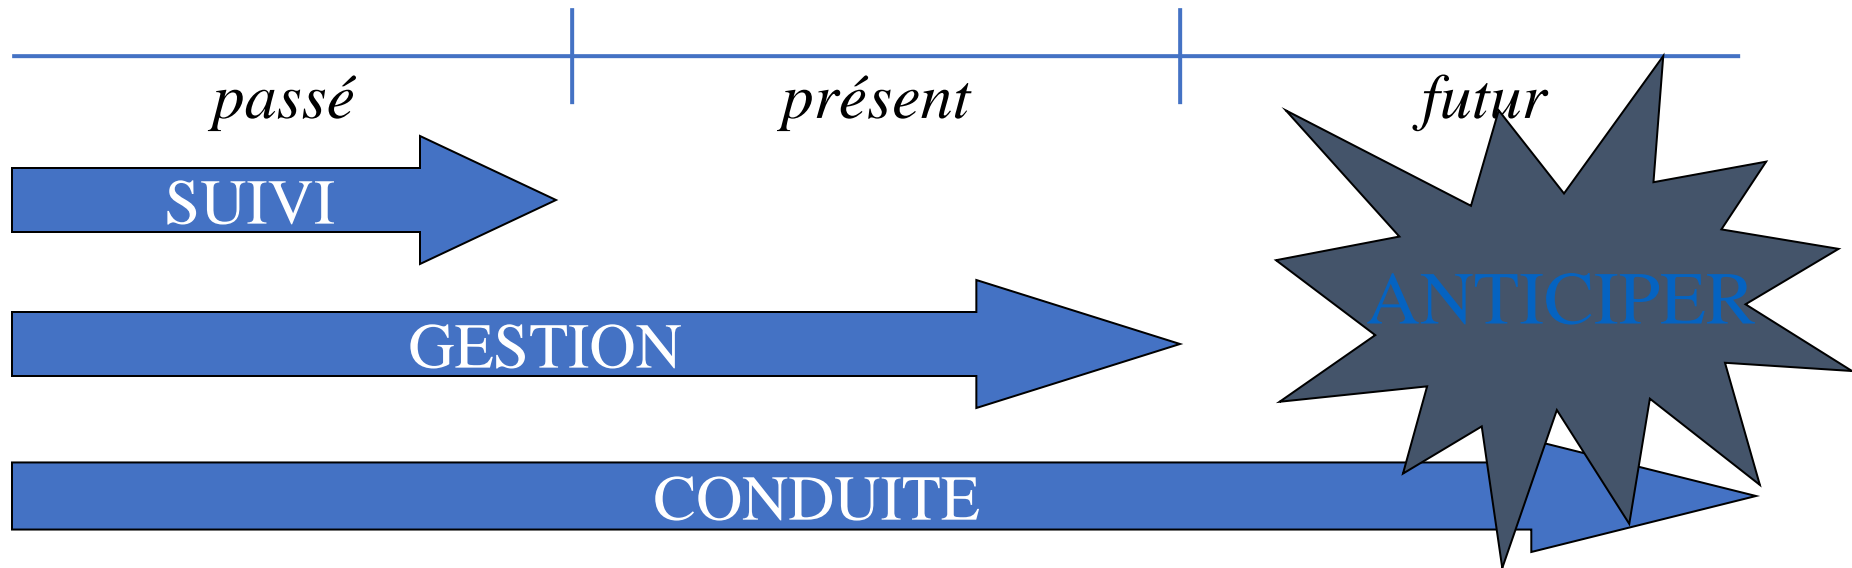 passé
présent
futur
SUIVI
GESTION
ANTICIPER
CONDUITE